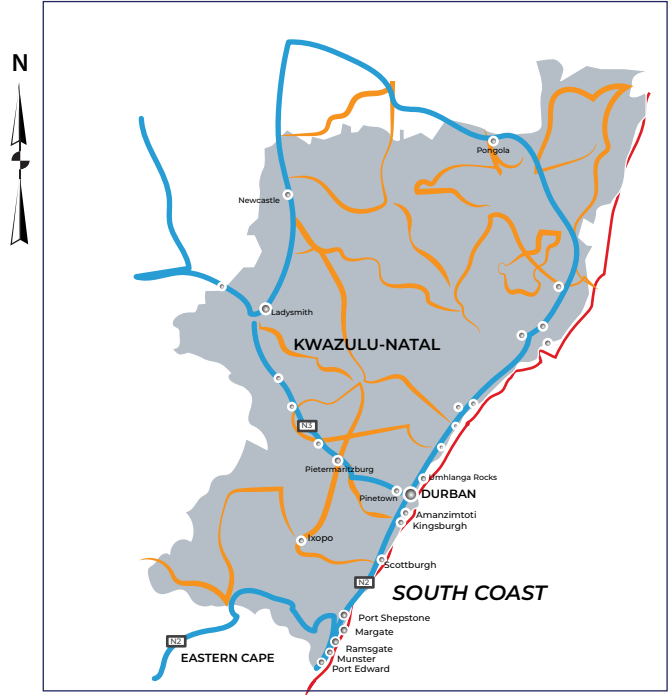 N
Pongola
Newcastle
Ladysmith
KWAZULU-NATAL
N3
Pietermaritzburg
Umhlanga Rocks
Pinetown
DURBAN
Amanzimtoti
Kingsburgh
Ixopo
Scottburgh
N2
SOUTH COAST
Port Shepstone
Margate
N2
Ramsgate
EASTERN CAPE
Munster
Port Edward